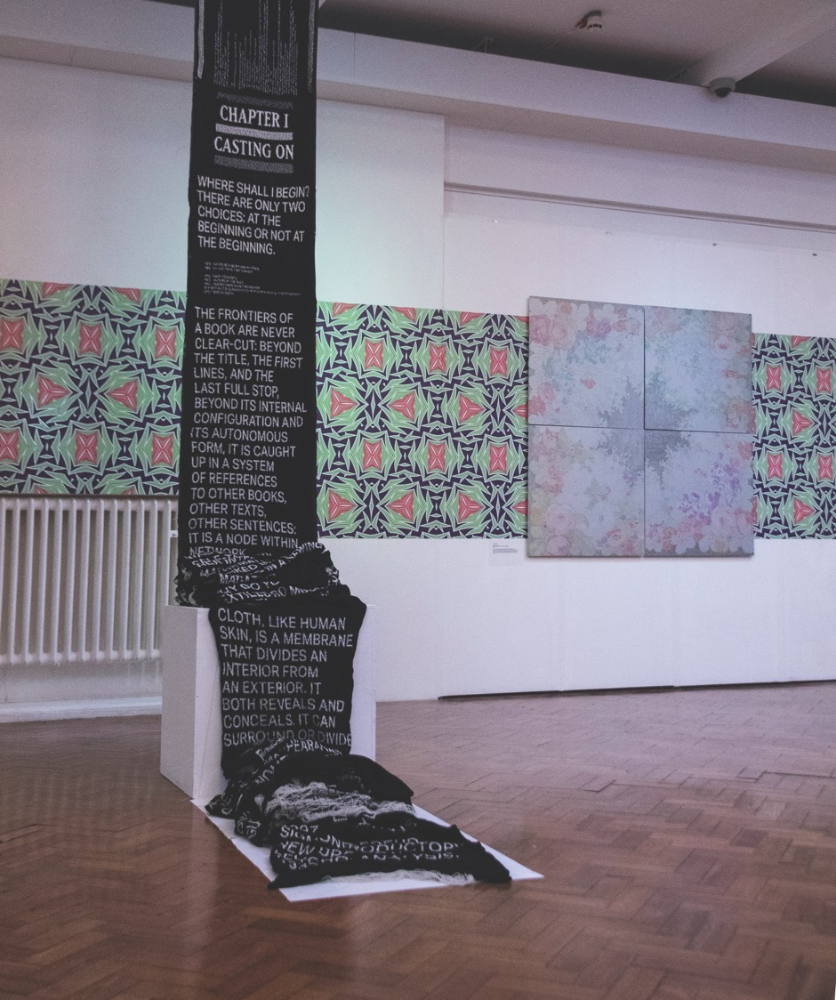 CHAPTER I
CASTING ON
WHERE SHALL I BEGIN?
THERE ARE ONLY TWO
CHOICES: AT THE
BEGINNING OR NOT AT
THE BEGINNING.
THE FRONTIERS OF
A BOOK ARE NEVER
CLEAR-CUT: BEYOND
THE TITLE, THE FIRST
LINES, AND THE
LAST FULL STOP,
BEYOND ITS INTERNAL
CONFIGURATION AND
ITS AUTONOMOUS
FORM, IT IS CAUGHT
UP IN A SYSTEM
OF REFERENCES
TO OTHER BOOKS,
OTHER TEXTS,
OTHER SENTENCES:
IT IS A NODE WITHIN
NETWORK
IN A
DO YO
CLOTH, LIKE HUMAN
SKIN, IS A MEMBRANE
THAT DIVIDES AN
INTERIOR FROM
AN EXTERIOR. IT
BOTH REVEALS AND
CONCEALS. IT CAN
SURROUND OR DIVIDE